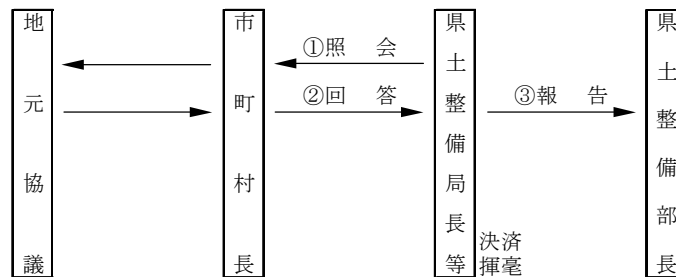 地元協議
市町村長
県土整備局長等
県土整備部長
①照　会
②回　答
③報　告
決済
揮毫